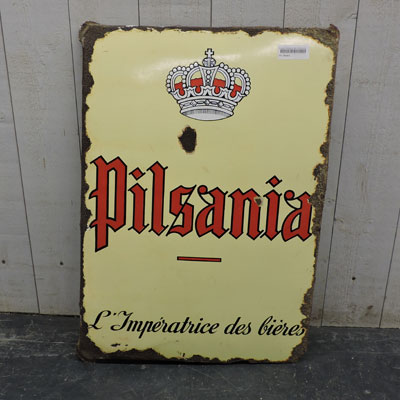 Pilsania
L'Impératrice des bières